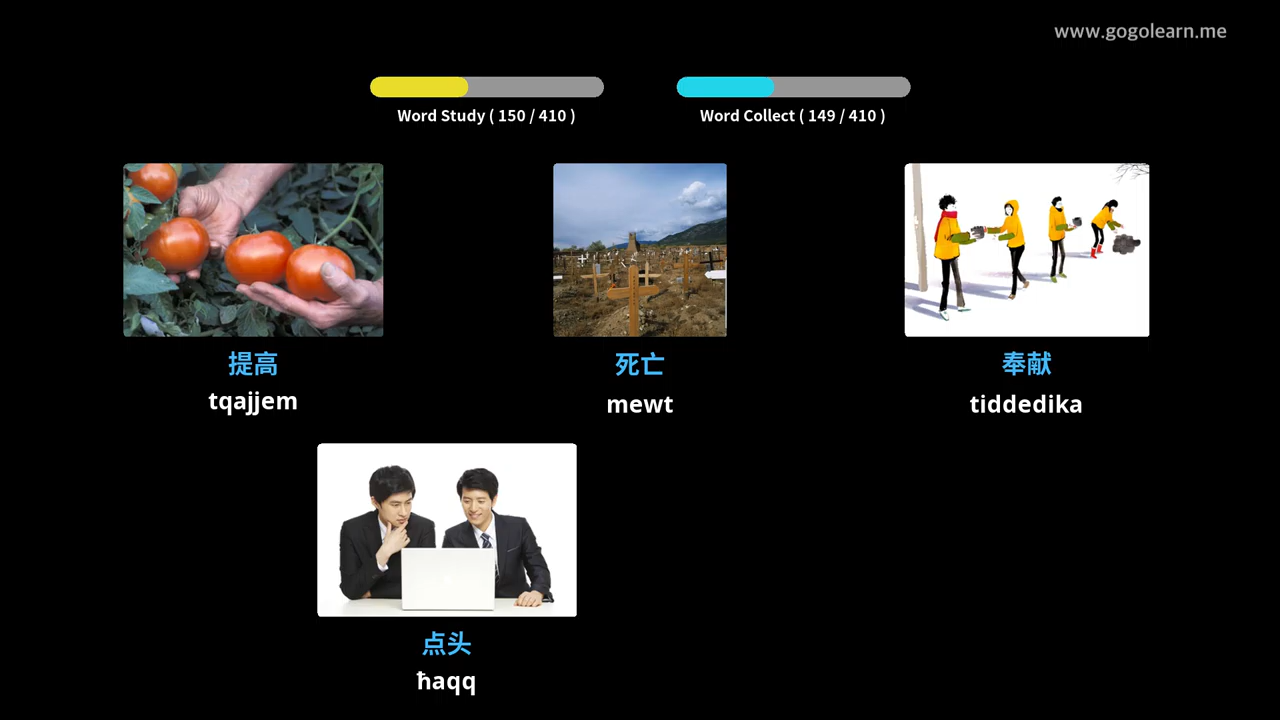 www.gogolearn.me
Word Study ( 150 / 410 )
Word Collect ( 149 / 410 )
提高
死亡
奉献
tqajjem
mewt
tiddedika
点头
ħaqq